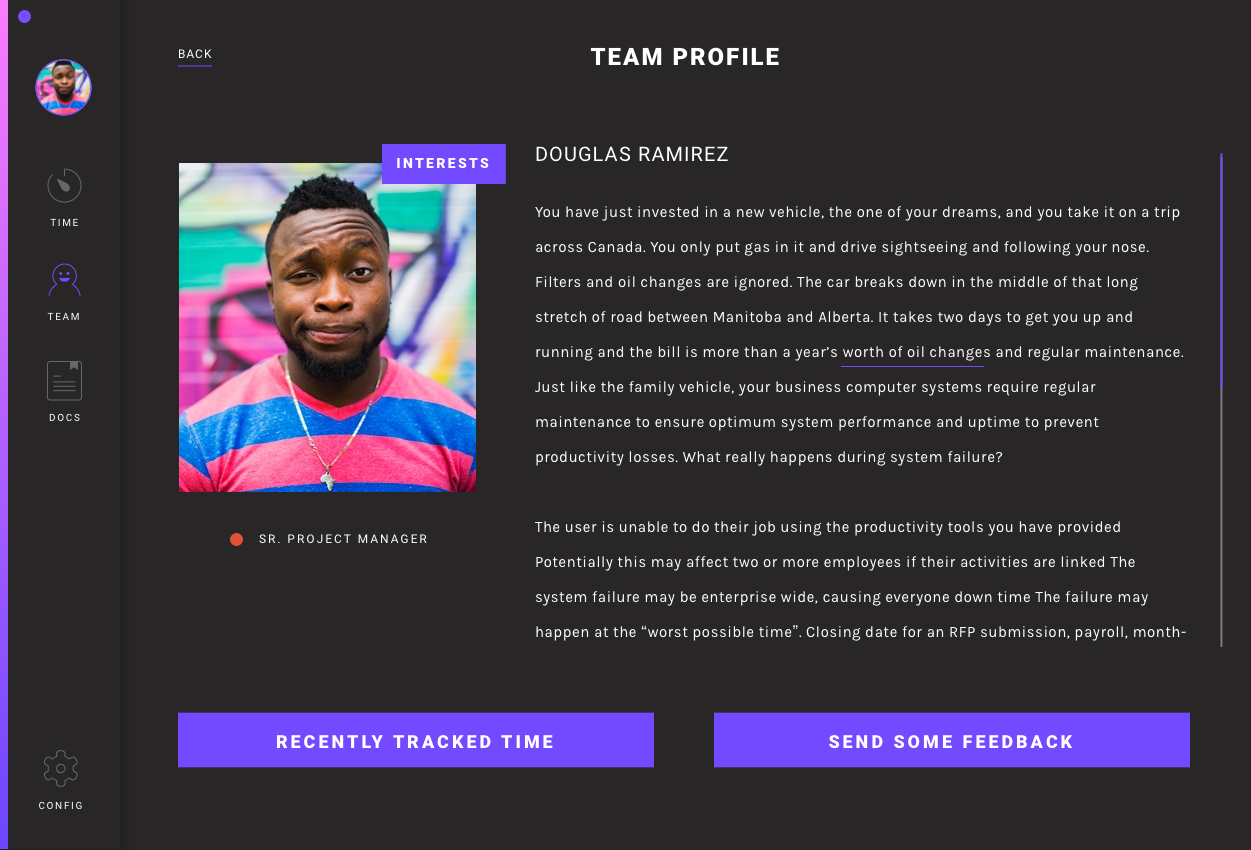 BACK
TEAM PROFILE
TIME
TEAM
DOCS
CONFIG
INTERESTS
SR. PROJECT MANAGER
DOUGLAS RAMIREZ
You have just invested in a new vehicle, the one of your dreams, and you take it on a trip
across Canada. You only put gas in it and drive sightseeing and following your nose.
Filters and oil changes are ignored. The car breaks down in the middle of that long
stretch of road between Manitoba and Alberta. It takes two days to get you up and
running and the bill is more than a year’s worth of oil changes and regular maintenance.
Just like the family vehicle, your business computer systems require regular
maintenance to ensure optimum system performance and uptime to prevent
productivity losses. What really happens during system failure?
The user is unable to do their job using the productivity tools you have provided
Potentially this may affect two or more employees if their activities are linked The
system failure may be enterprise wide, causing everyone down time The failure may
happen at the “worst possible time”. Closing date for an RFP submission, payroll, month-
RECENTLY TRACKED TIME
SEND SOME FEEDBACK